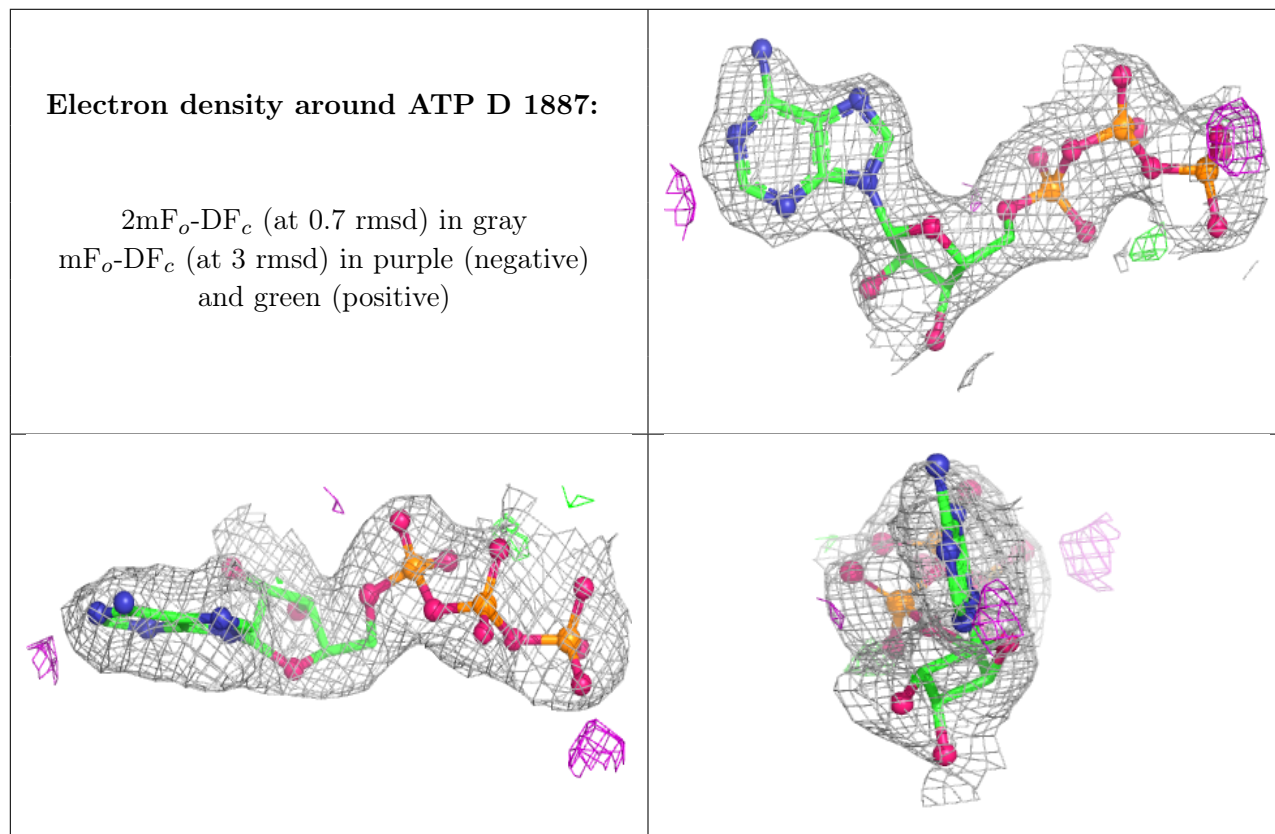 Electron density around ATP D 1887:
2mFo-DFc (at 0.7 rmsd) in gray
mFo-DFc (at 3 rmsd) in purple (negative)
and green (positive)